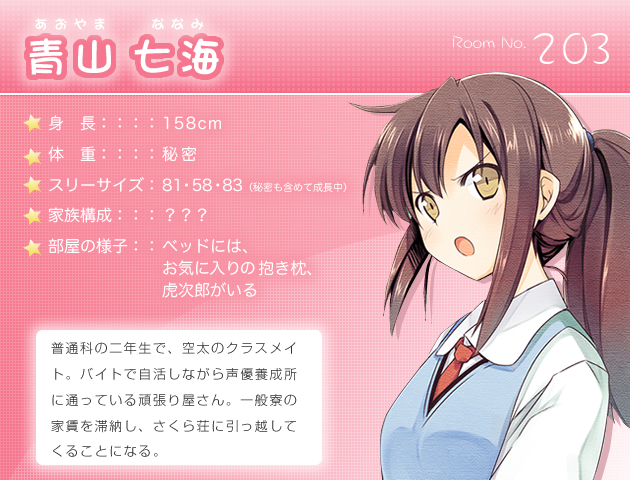 あおやま ななみ
青山 七海
Room No. 203
身　長：：：：158cm
体　重：：：：秘密
スリーサイズ：81・58・83（秘密も含めて成長中）
家族構成：：：？？？
部屋の様子：：ベッドには、
お気に入りの抱き枕、
虎次郎がいる
普通科の二年生で、空太のクラスメイ
ト。バイトで自活しながら声優養成所
に通っている頑張り屋さん。一般寮の
家賃を滞納し、さくら荘に引っ越して
くることになる。